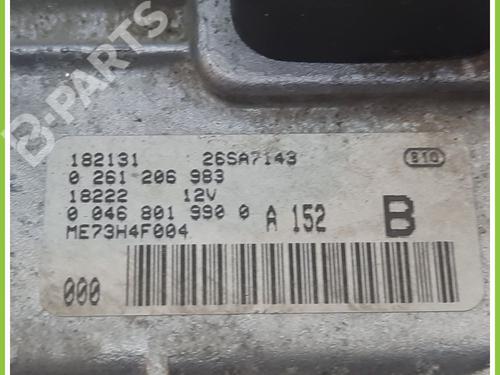 B-PARTS
182131 26SA7143
0 261 206 983
18222 12V
0 046 801 990 0 A 152 B
ME73H4F004
000